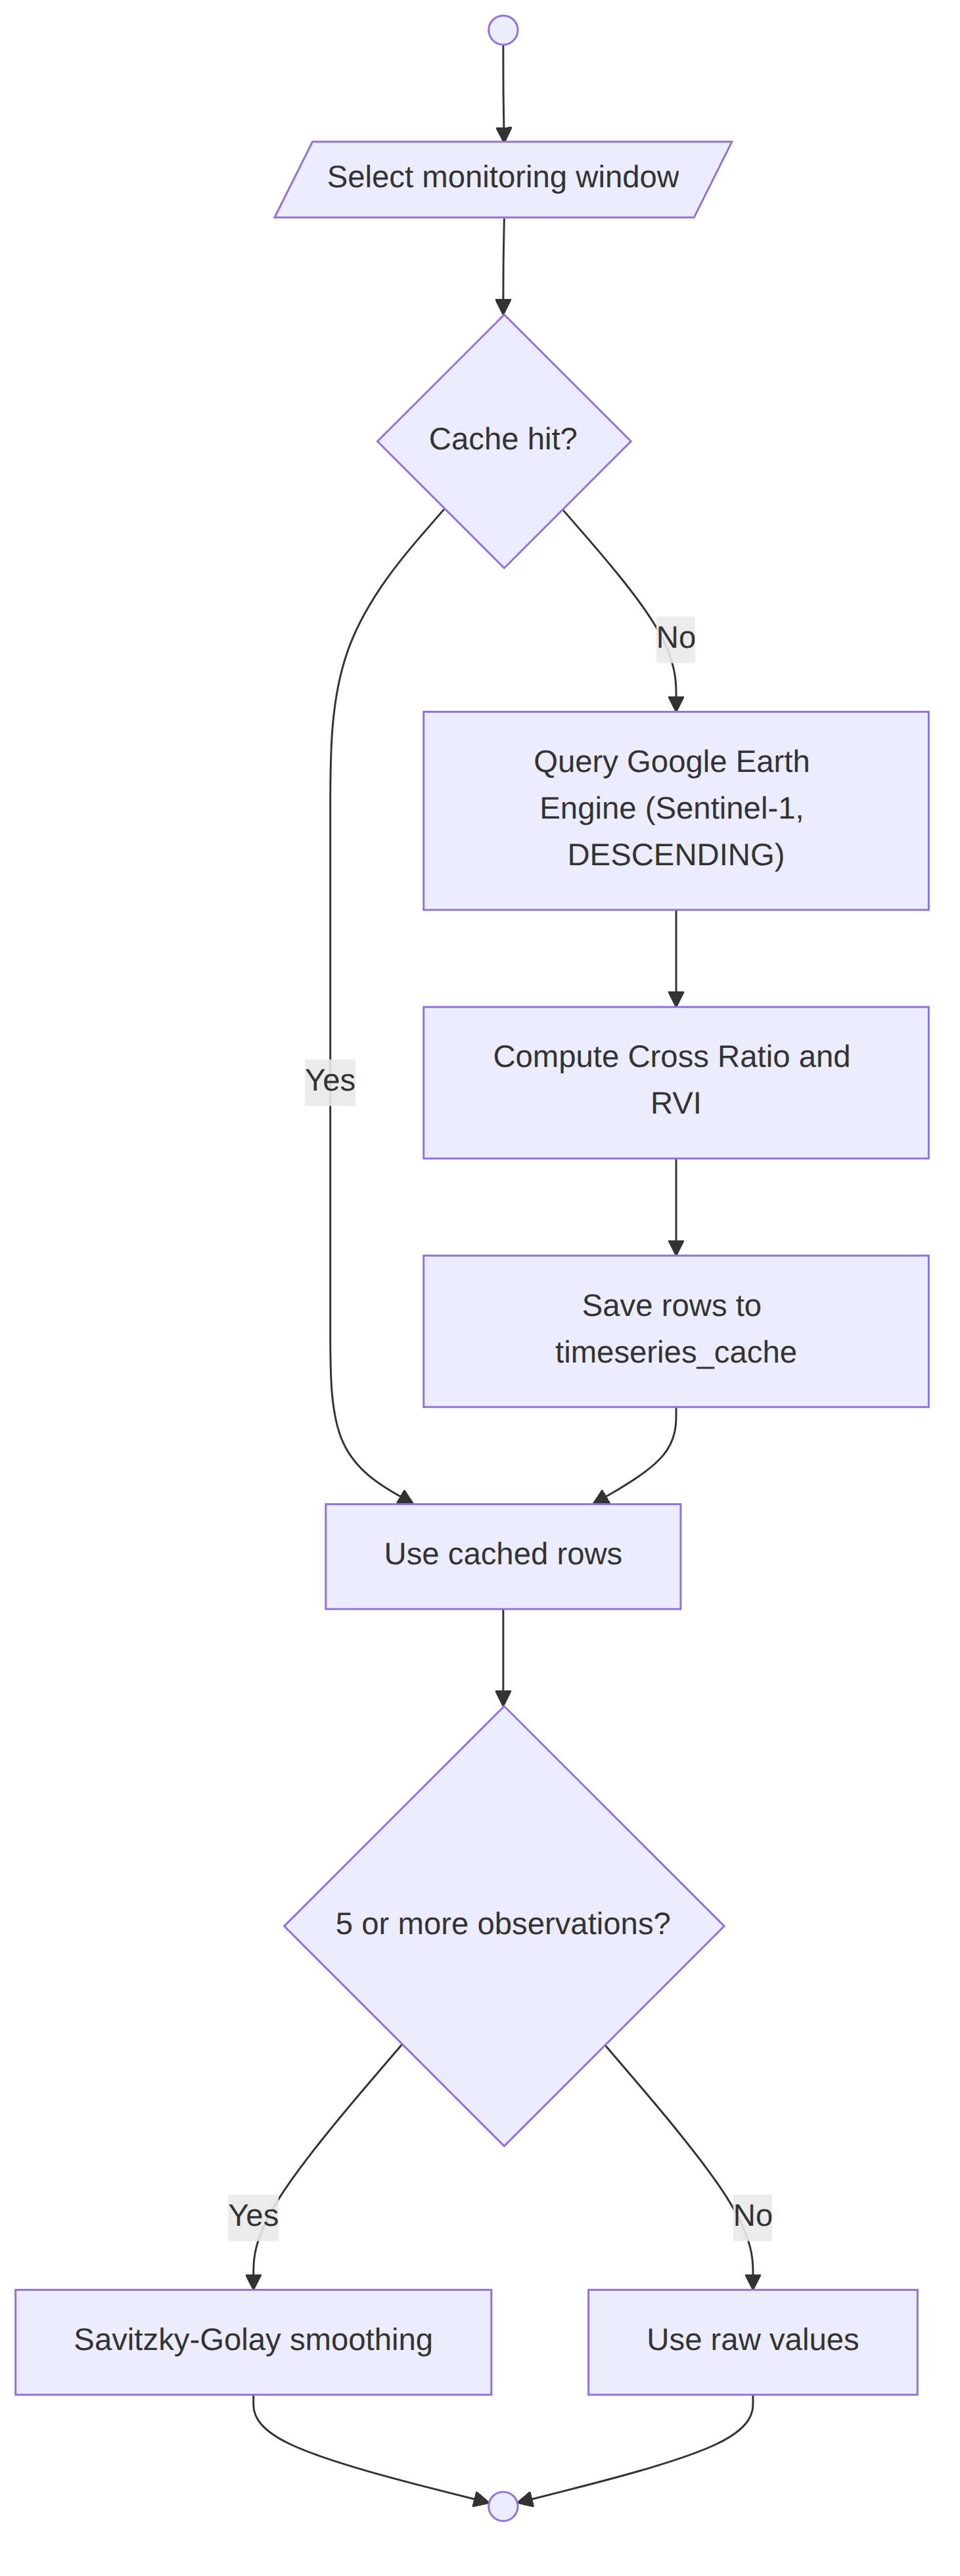 Select monitoring window
Cache hit?
No
Query Google Earth
Engine (Sentinel-1,
DESCENDING)
Compute Cross Ratio and
RVI
Yes
Save rows to
timeseries_cache
Use cached rows
5 or more observations?
Yes
No
Savitzky-Golay smoothing
Use raw values